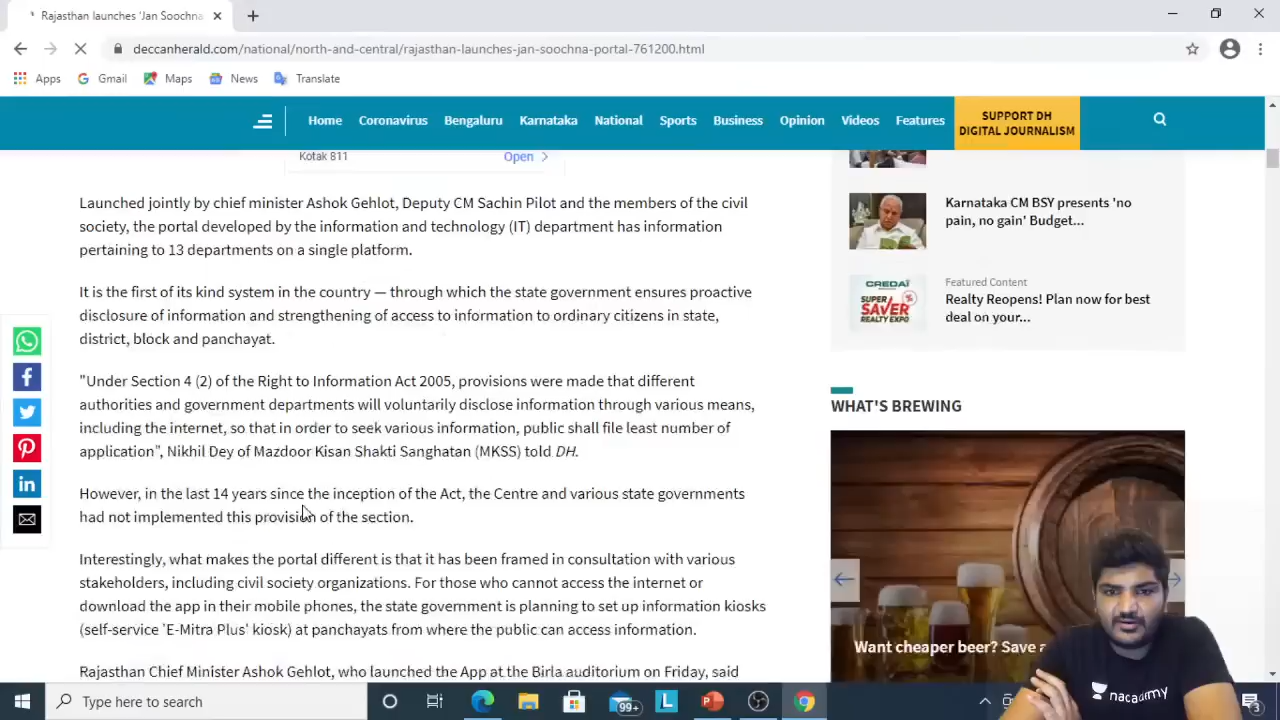 Rajasthan launches 'Jan Soochna
deccanherald.com/national/north-and-central/rajasthan-launches-jan-soochna-portal-761200.html
Apps Gmail Maps News Translate
Home Coronavirus Bengaluru Karnataka National Sports Business Opinion Videos Features
SUPPORT DH
DIGITAL JOURNALISM
Kotak 811 Open
Launched jointly by chief minister Ashok Gehlot, Deputy CM Sachin Pilot and the members of the civil
society, the portal developed by the information and technology (IT) department has information
pertaining to 13 departments on a single platform.
It is the first of its kind system in the country — through which the state government ensures proactive
disclosure of information and strengthening of access to information to ordinary citizens in state,
district, block and panchayat.
"Under Section 4 (2) of the Right to Information Act 2005, provisions were made that different
authorities and government departments will voluntarily disclose information through various means,
including the internet, so that in order to seek various information, public shall file least number of
application", Nikhil Dey of Mazdoor Kisan Shakti Sanghatan (MKSS) told DH.
However, in the last 14 years since the inception of the Act, the Centre and various state governments
had not implemented this provision of the section.
Interestingly, what makes the portal different is that it has been framed in consultation with various
stakeholders, including civil society organizations. For those who cannot access the internet or
download the app in their mobile phones, the state government is planning to set up information kiosks
(self-service 'E-Mitra Plus' kiosk) at panchayats from where the public can access information.
Rajasthan Chief Minister Ashok Gehlot, who launched the App at the Birla auditorium on Friday, said
Karnataka CM BSY presents 'no
pain, no gain' Budget...
CREDAI
SUPER
SAVER
REALTY EXPO
Featured Content
Realty Reopens! Plan now for best
deal on your...
WHAT'S BREWING
Want cheaper beer? Save
nacademy
Type here to search
99+
3